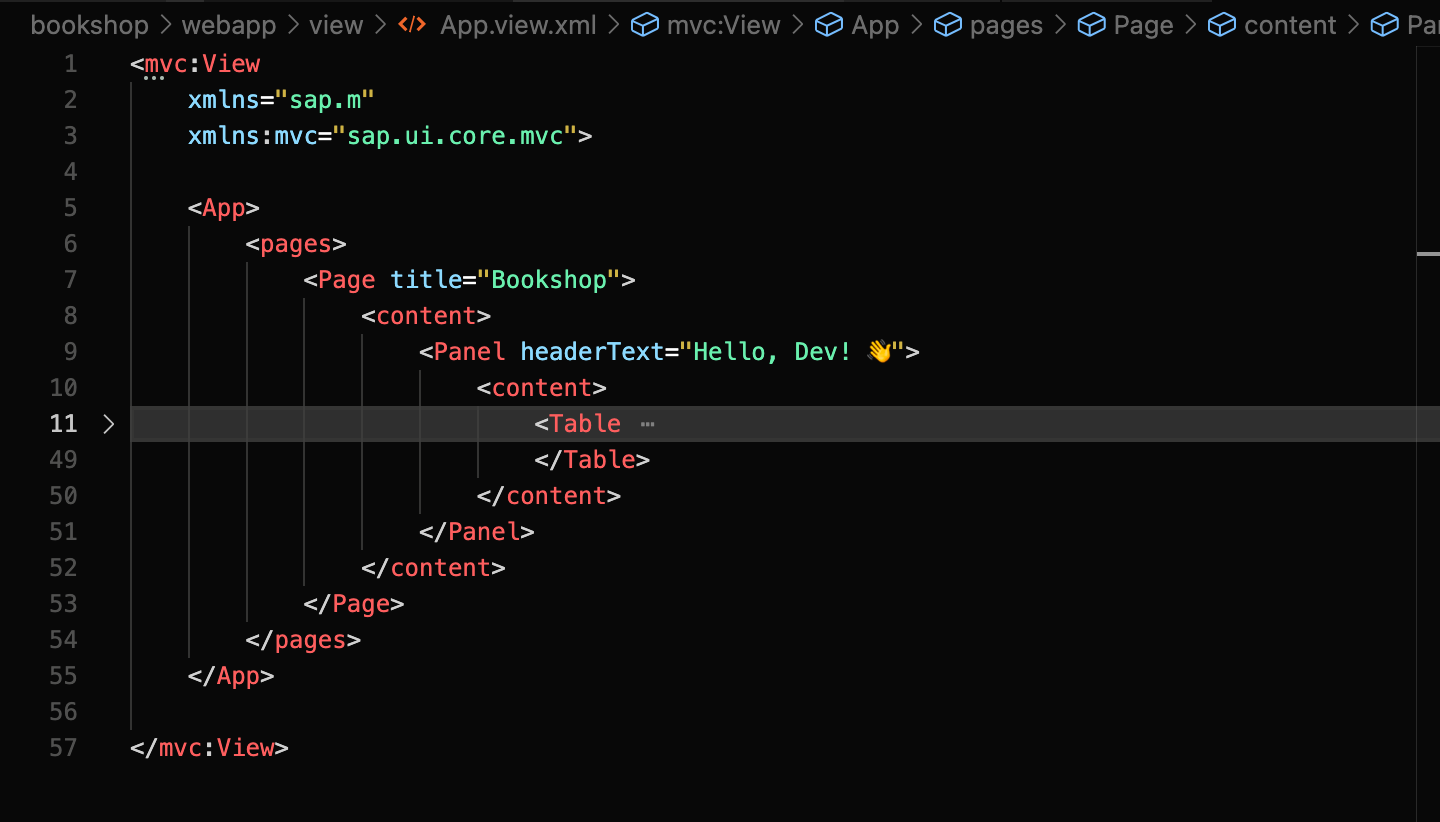 bookshop > webapp > view > </> App.view.xml > mvc:View > App > pages > Page > content >
1 <mvc:View
2     xmlns="sap.m"
3     xmlns:mvc="sap.ui.core.mvc">
4
5     <App>
6         <pages>
7             <Page title="Bookshop">
8                 <content>
9                     <Panel headerText="Hello, Dev! 👋">
10                         <content>
11 >                             <Table ⋯
49                             </Table>
50                         </content>
51                     </Panel>
52                 </content>
53             </Page>
54         </pages>
55     </App>
56
57 </mvc:View>